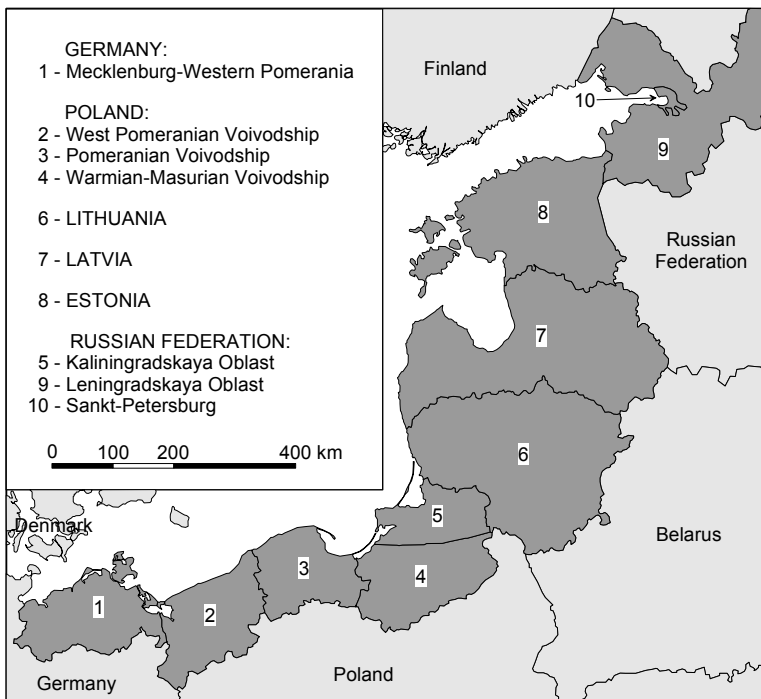 GERMANY:
1 - Mecklenburg-Western Pomerania
POLAND:
2 - West Pomeranian Voivodship
3 - Pomeranian Voivodship
4 - Warmian-Masurian Voivodship
6 - LITHUANIA
7 - LATVIA
8 - ESTONIA
RUSSIAN FEDERATION:
5 - Kaliningradskaya Oblast
9 - Leningradskaya Oblast
10 - Sankt-Petersburg
0 100 200 400 km
Finland
10
9
8
Russian
Federation
7
6
5
Denmark
Belarus
4
3
2
1
Poland
Germany